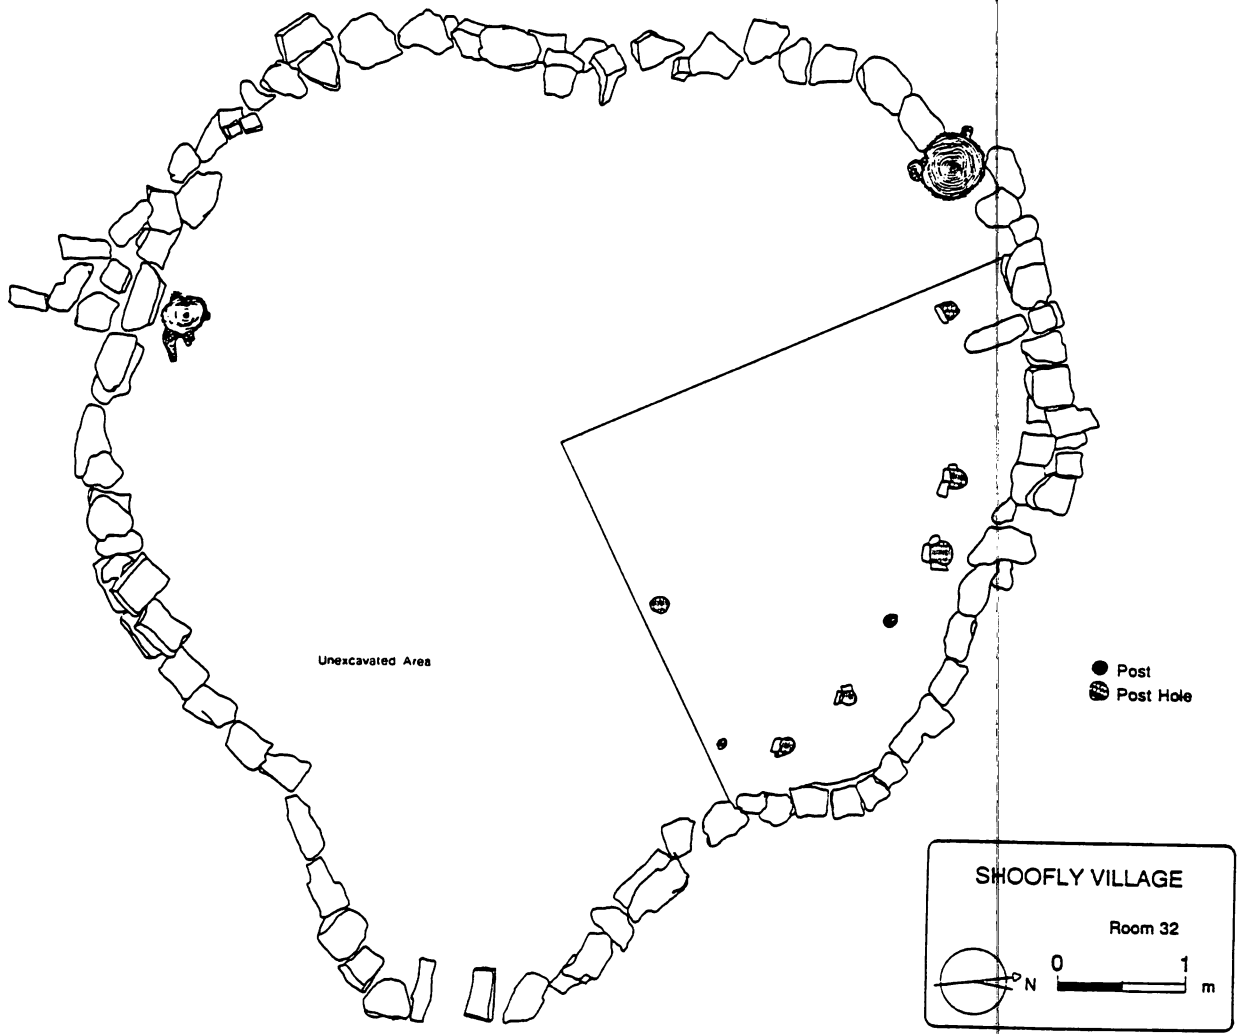 Unexcavated Area
Post
Post Hole
SHOOFLY VILLAGE
Room 32
0 1
N m